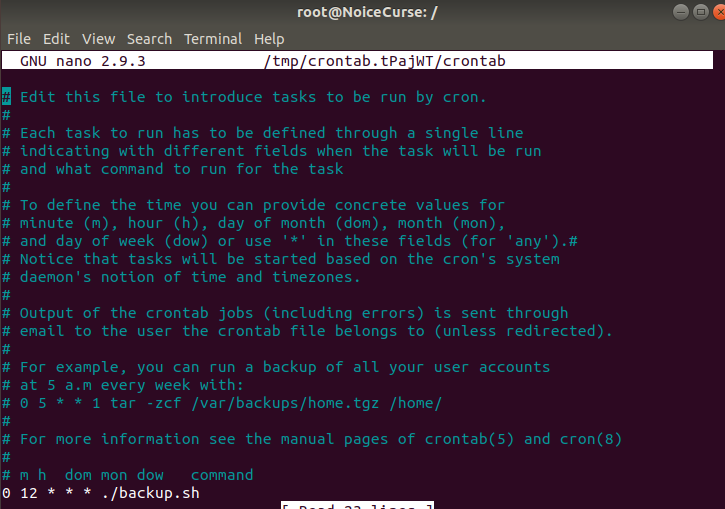 root@NoiceCurse: /
File Edit View Search Terminal Help
GNU nano 2.9.3 /tmp/crontab.tPajWT/crontab
# Edit this file to introduce tasks to be run by cron.
#
# Each task to run has to be defined through a single line
# indicating with different fields when the task will be run
# and what command to run for the task
#
# To define the time you can provide concrete values for
# minute (m), hour (h), day of month (dom), month (mon),
# and day of week (dow) or use '*' in these fields (for 'any').#
# Notice that tasks will be started based on the cron's system
# daemon's notion of time and timezones.
#
# Output of the crontab jobs (including errors) is sent through
# email to the user the crontab file belongs to (unless redirected).
#
# For example, you can run a backup of all your user accounts
# at 5 a.m every week with:
# 0 5 * * 1 tar -zcf /var/backups/home.tgz /home/
#
# For more information see the manual pages of crontab(5) and cron(8)
#
# m h  dom mon dow   command
0 12 * * * ./backup.sh
[ Read 23 lines ]